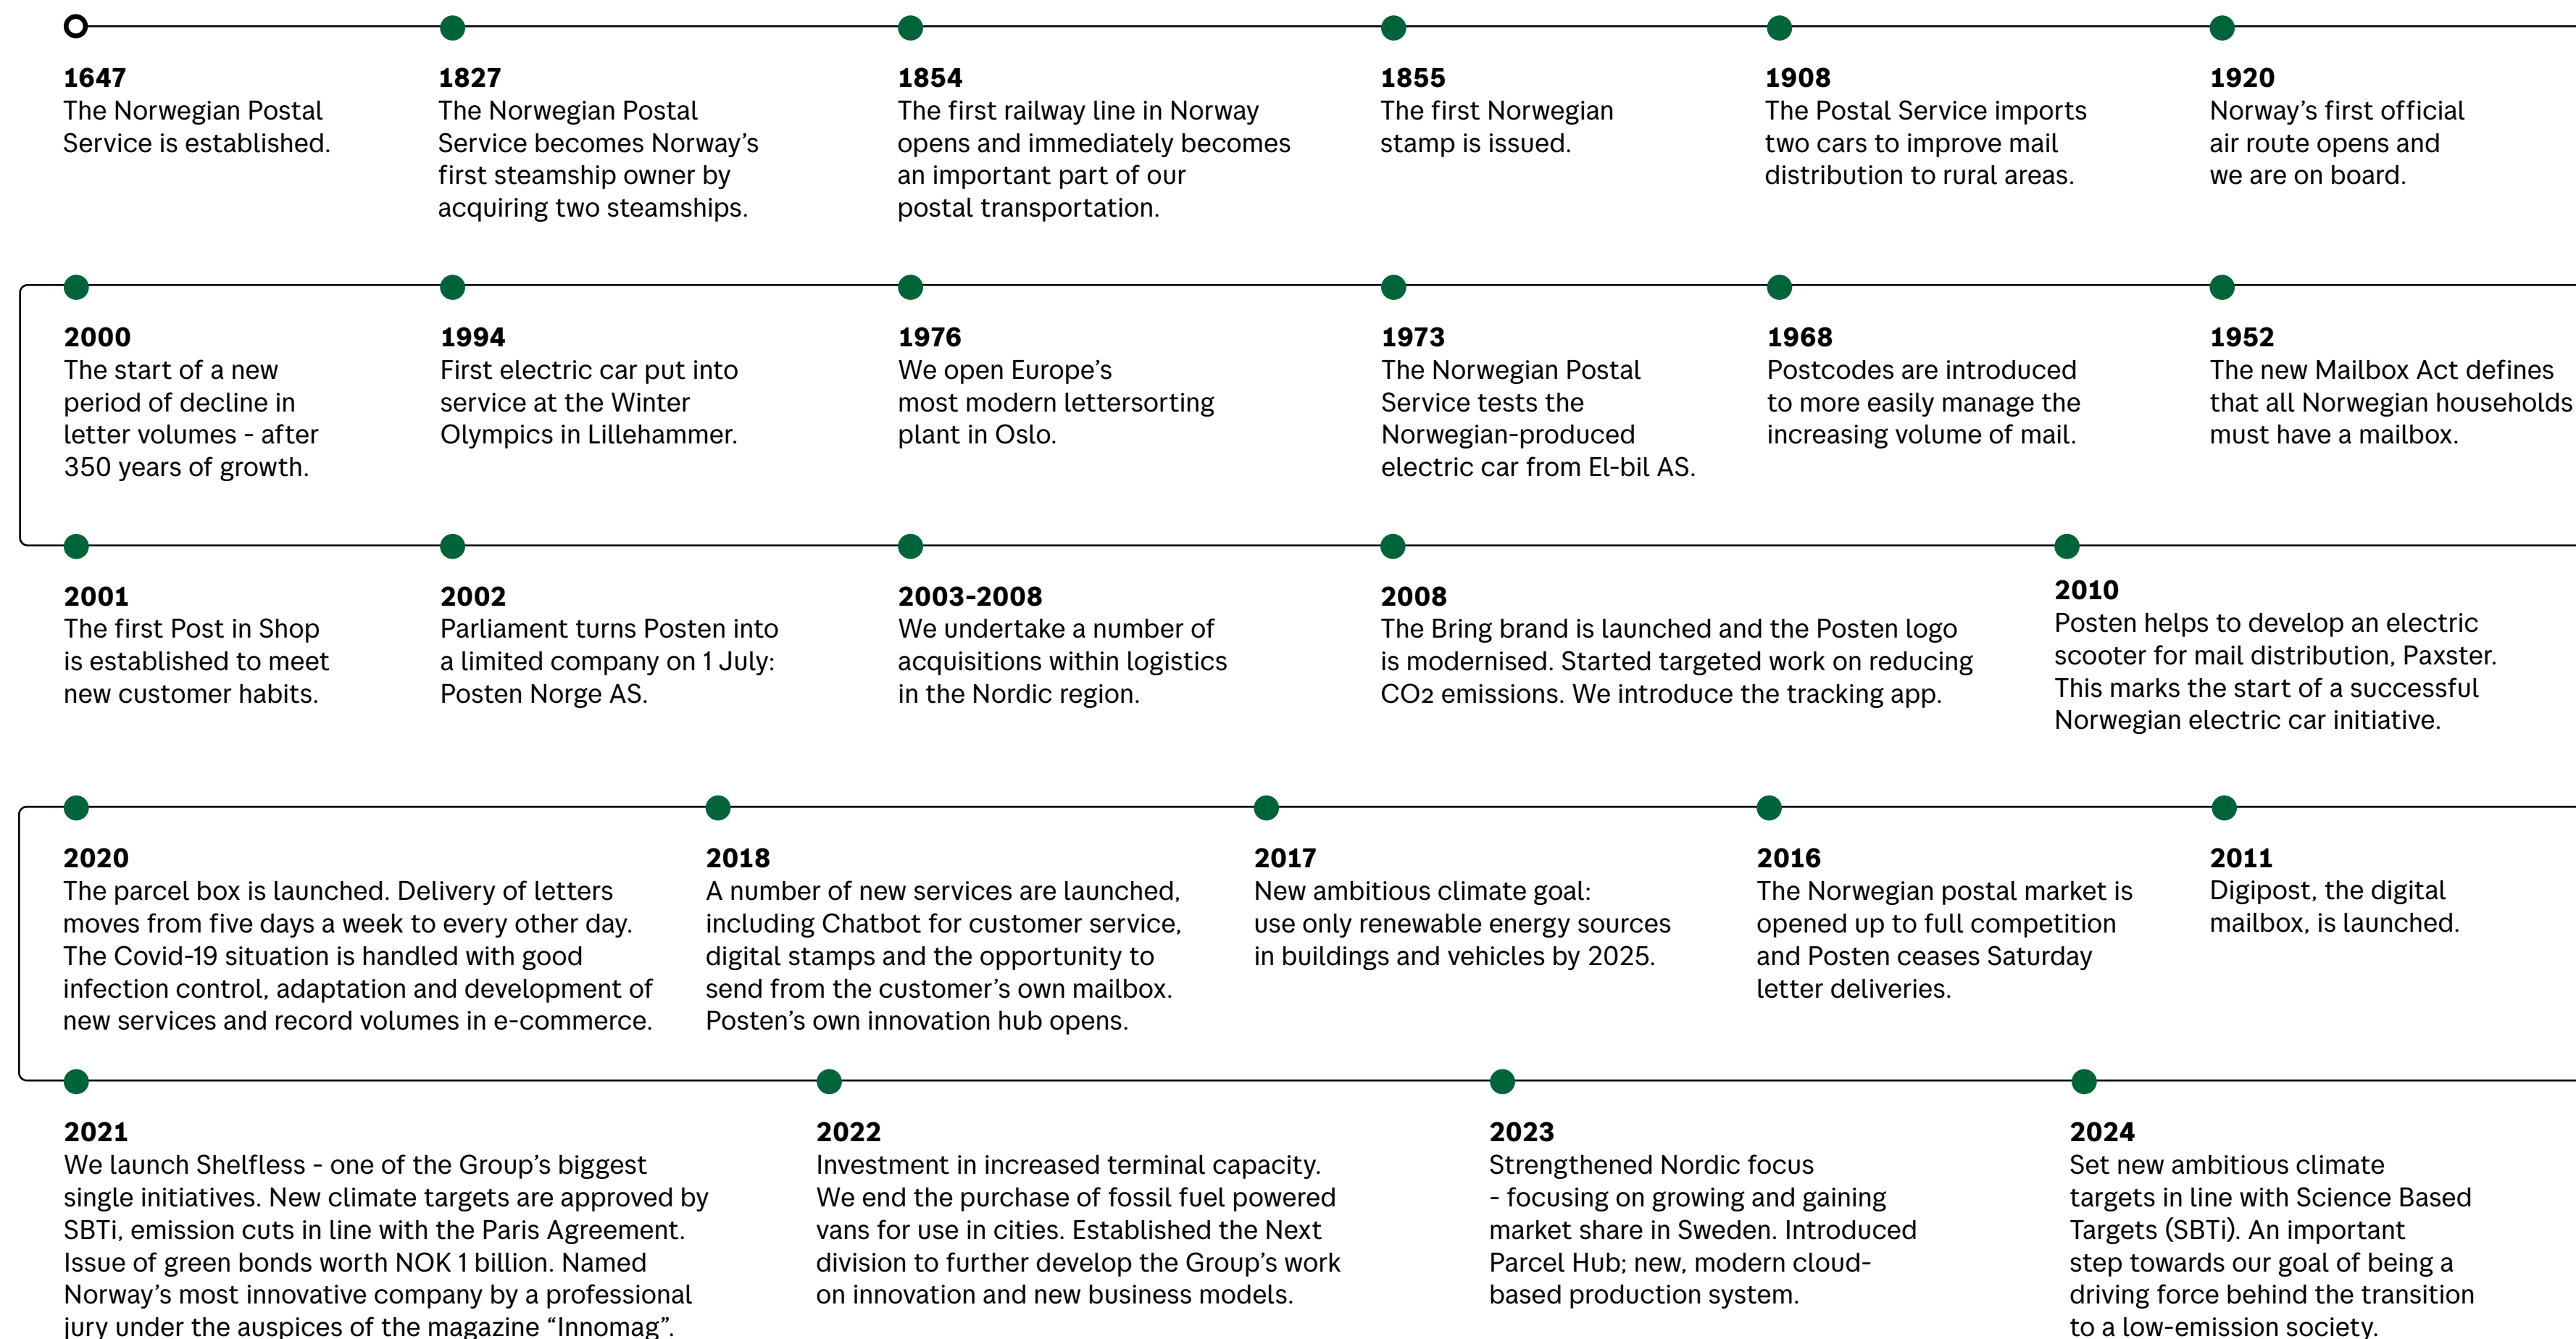 1647
The Norwegian Postal
Service is established.
1827
The Norwegian Postal
Service becomes Norway's
first steamship owner by
acquiring two steamships.
1854
The first railway line in Norway
opens and immediately becomes
an important part of our
postal transportation.
1855
The first Norwegian
stamp is issued.
1908
The Postal Service imports
two cars to improve mail
distribution to rural areas.
1920
Norway's first official
air route opens and
we are on board.
2000
The start of a new
period of decline in
letter volumes - after
350 years of growth.
1994
First electric car put into
service at the Winter
Olympics in Lillehammer.
1976
We open Europe's
most modern lettersorting
plant in Oslo.
1973
The Norwegian Postal
Service tests the
Norwegian-produced
electric car from El-bil AS.
1968
Postcodes are introduced
to more easily manage the
increasing volume of mail.
1952
The new Mailbox Act defines
that all Norwegian households
must have a mailbox.
2001
The first Post in Shop
is established to meet
new customer habits.
2002
Parliament turns Posten into
a limited company on 1 July:
Posten Norge AS.
2003-2008
We undertake a number of
acquisitions within logistics
in the Nordic region.
2008
The Bring brand is launched and the Posten logo
is modernised. Started targeted work on reducing
CO2 emissions. We introduce the tracking app.
2010
Posten helps to develop an electric
scooter for mail distribution, Paxster.
This marks the start of a successful
Norwegian electric car initiative.
2020
The parcel box is launched. Delivery of letters
moves from five days a week to every other day.
The Covid-19 situation is handled with good
infection control, adaptation and development of
new services and record volumes in e-commerce.
2018
A number of new services are launched,
including Chatbot for customer service,
digital stamps and the opportunity to
send from the customer's own mailbox.
Posten's own innovation hub opens.
2017
New ambitious climate goal:
use only renewable energy sources
in buildings and vehicles by 2025.
2016
The Norwegian postal market is
opened up to full competition
and Posten ceases Saturday
letter deliveries.
2011
Digipost, the digital
mailbox, is launched.
2021
We launch Shelfless - one of the Group's biggest
single initiatives. New climate targets are approved by
SBTi, emission cuts in line with the Paris Agreement.
Issue of green bonds worth NOK 1 billion. Named
Norway's most innovative company by a professional
jury under the auspices of the magazine “Innomag”.
2022
Investment in increased terminal capacity.
We end the purchase of fossil fuel powered
vans for use in cities. Established the Next
division to further develop the Group's work
on innovation and new business models.
2023
Strengthened Nordic focus
- focusing on growing and gaining
market share in Sweden. Introduced
Parcel Hub; new, modern cloud-
based production system.
2024
Set new ambitious climate
targets in line with Science Based
Targets (SBTi). An important
step towards our goal of being a
driving force behind the transition
to a low-emission society.